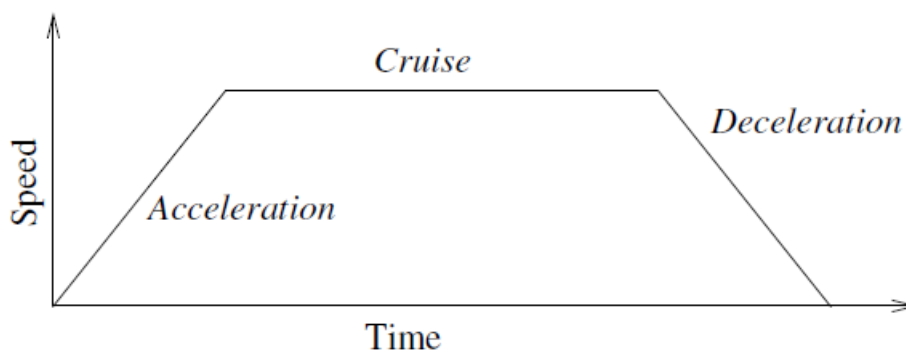 Cruise
Deceleration
Speed
Acceleration
Time